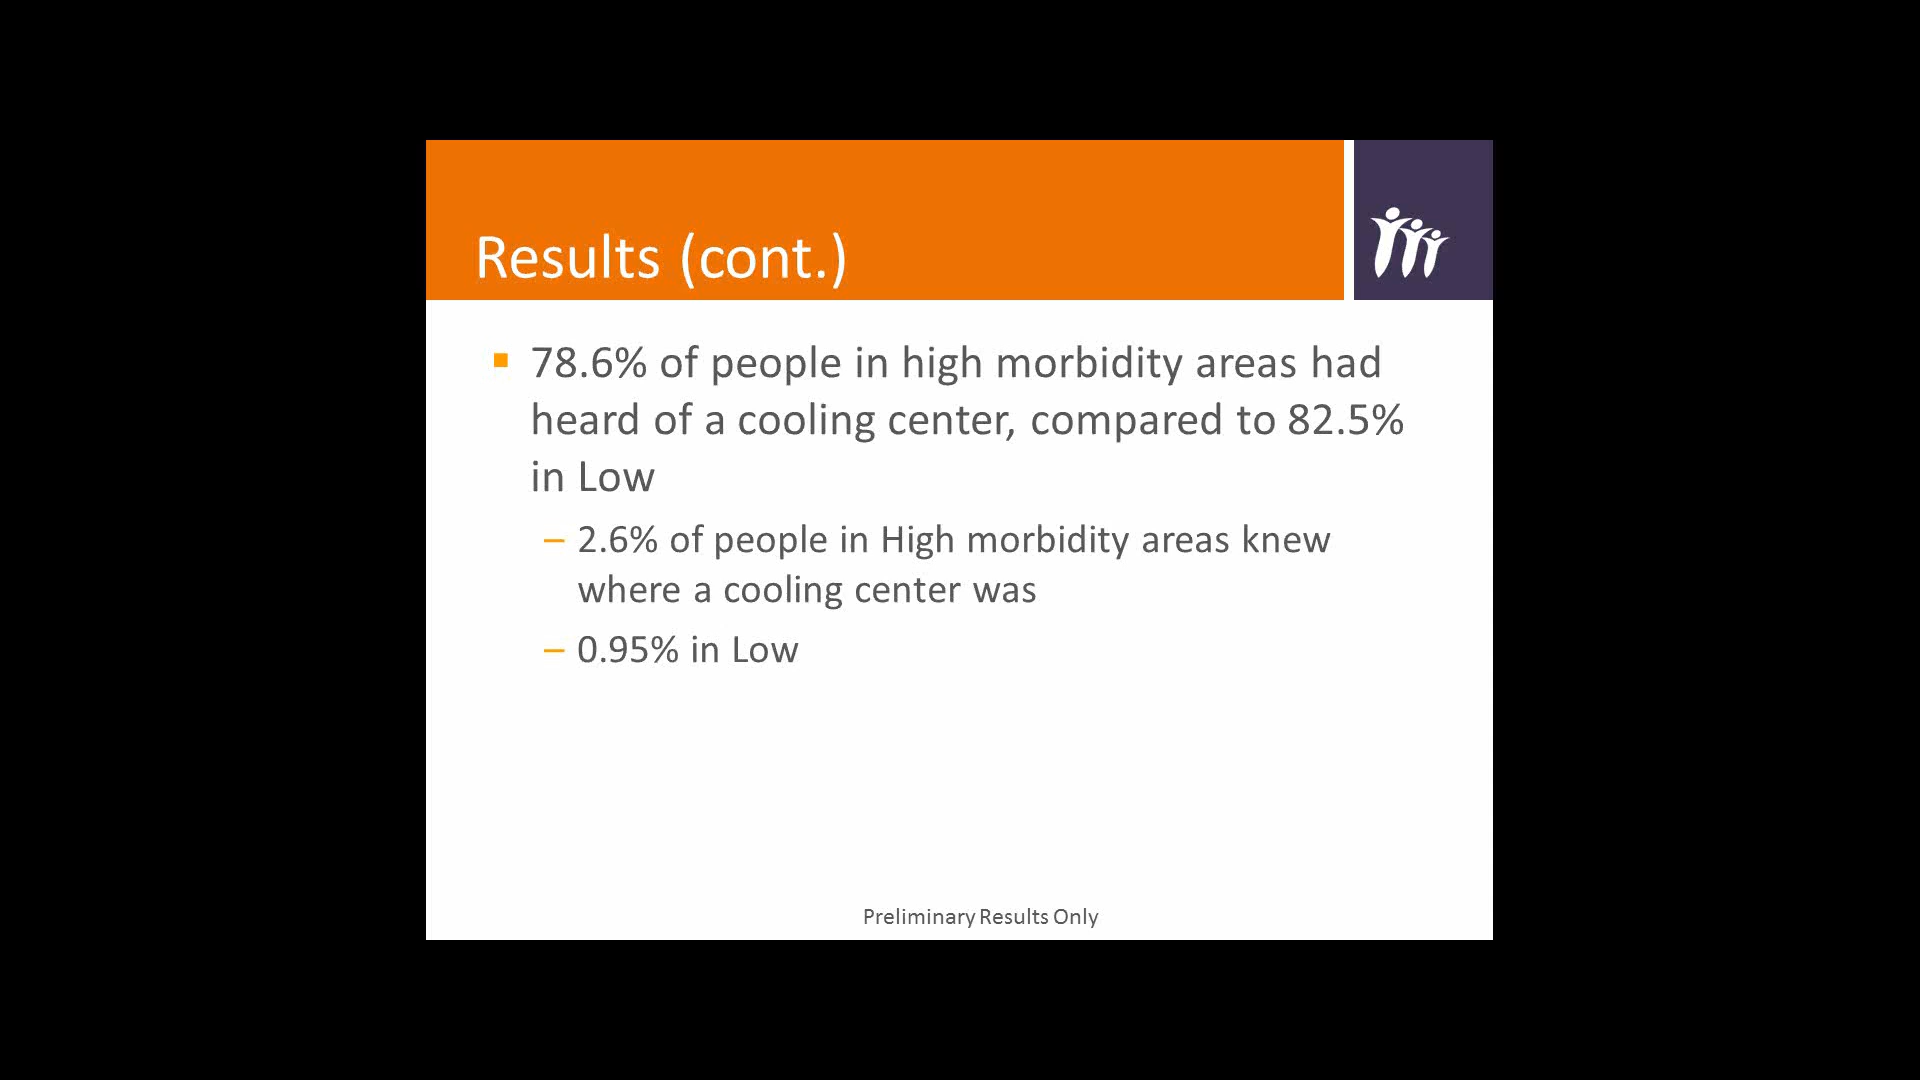 Results (cont.)
▪ 78.6% of people in high morbidity areas had
heard of a cooling center, compared to 82.5%
in Low
– 2.6% of people in High morbidity areas knew
where a cooling center was
– 0.95% in Low
Preliminary Results Only